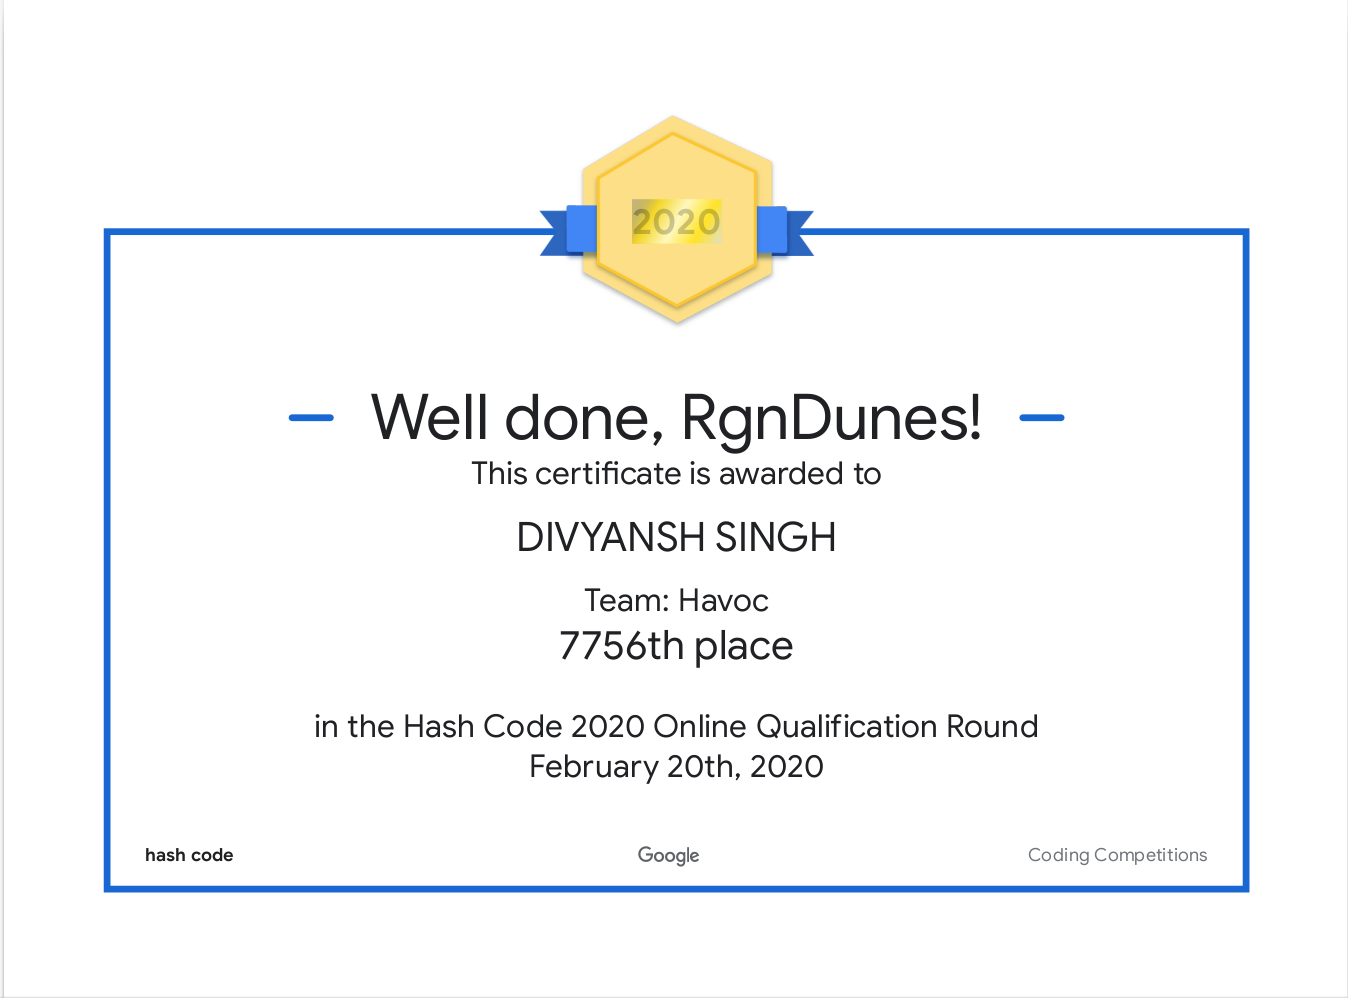 2020
Well done, RgnDunes!
This certificate is awarded to
DIVYANSH SINGH
Team: Havoc
7756th place
in the Hash Code 2020 Online Qualification Round
February 20th, 2020
hash code
Google
Coding Competitions